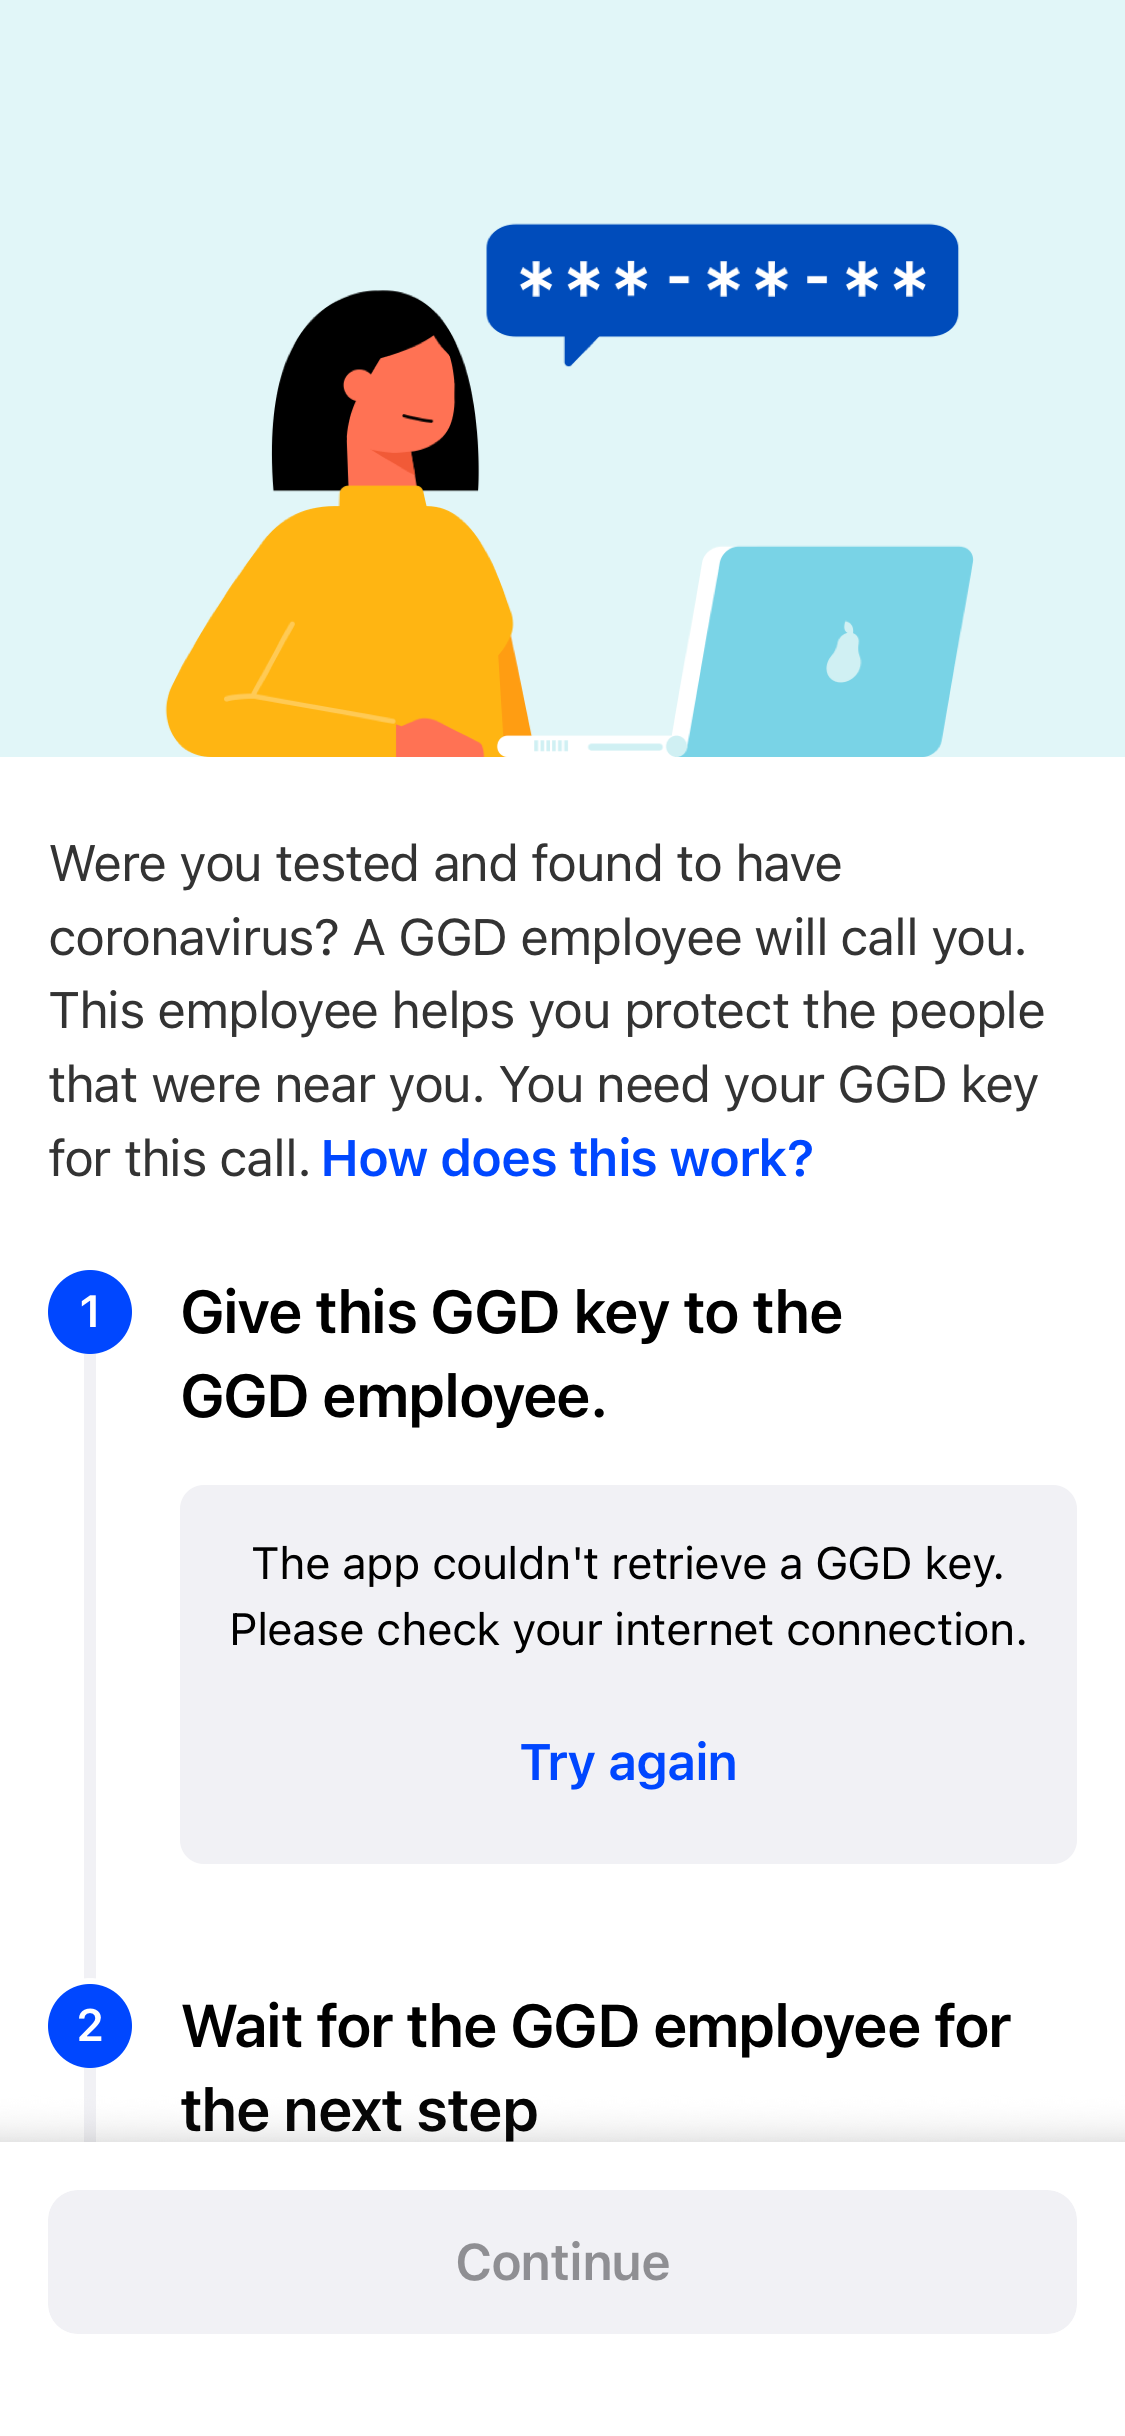 ***-**-**
Were you tested and found to have
coronavirus? A GGD employee will call you.
This employee helps you protect the people
that were near you. You need your GGD key
for this call. How does this work?
1
Give this GGD key to the
GGD employee.
The app couldn't retrieve a GGD key.
Please check your internet connection.
Try again
2
Wait for the GGD employee for
the next step
Continue